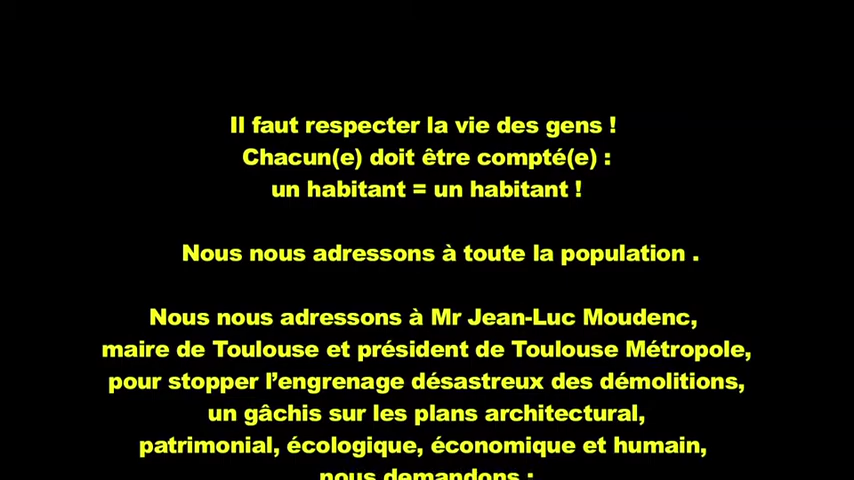 Il faut respecter la vie des gens !
Chacun(e) doit être compté(e) :
un habitant = un habitant !
Nous nous adressons à toute la population .
Nous nous adressons à Mr Jean-Luc Moudenc,
maire de Toulouse et président de Toulouse Métropole,
pour stopper l’engrenage désastreux des démolitions,
un gâchis sur les plans architectural,
patrimonial, écologique, économique et humain,
nous demandons :